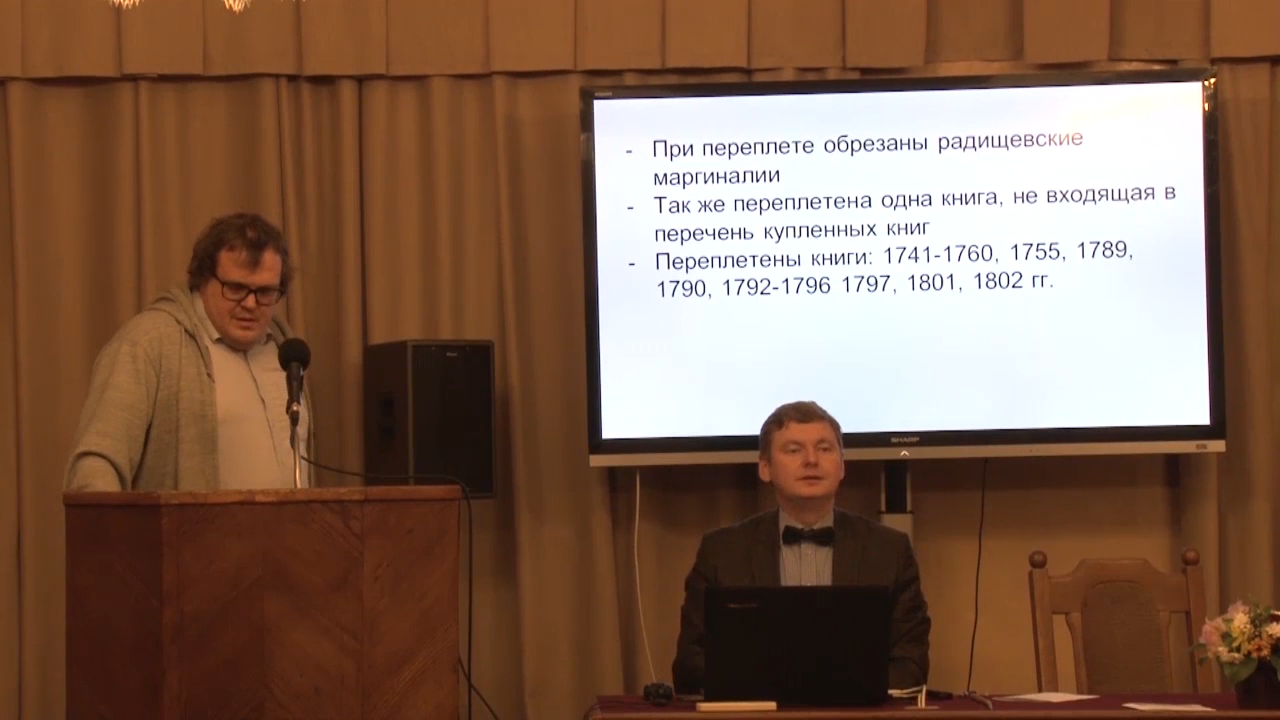 - При переплете обрезаны радищевские
маргиналии
- Так же переплетена одна книга, не входящая в
перечень купленных книг
- Переплетены книги: 1741-1760, 1755, 1789,
1790, 1792-1796 1797, 1801, 1802 гг.
SHARP